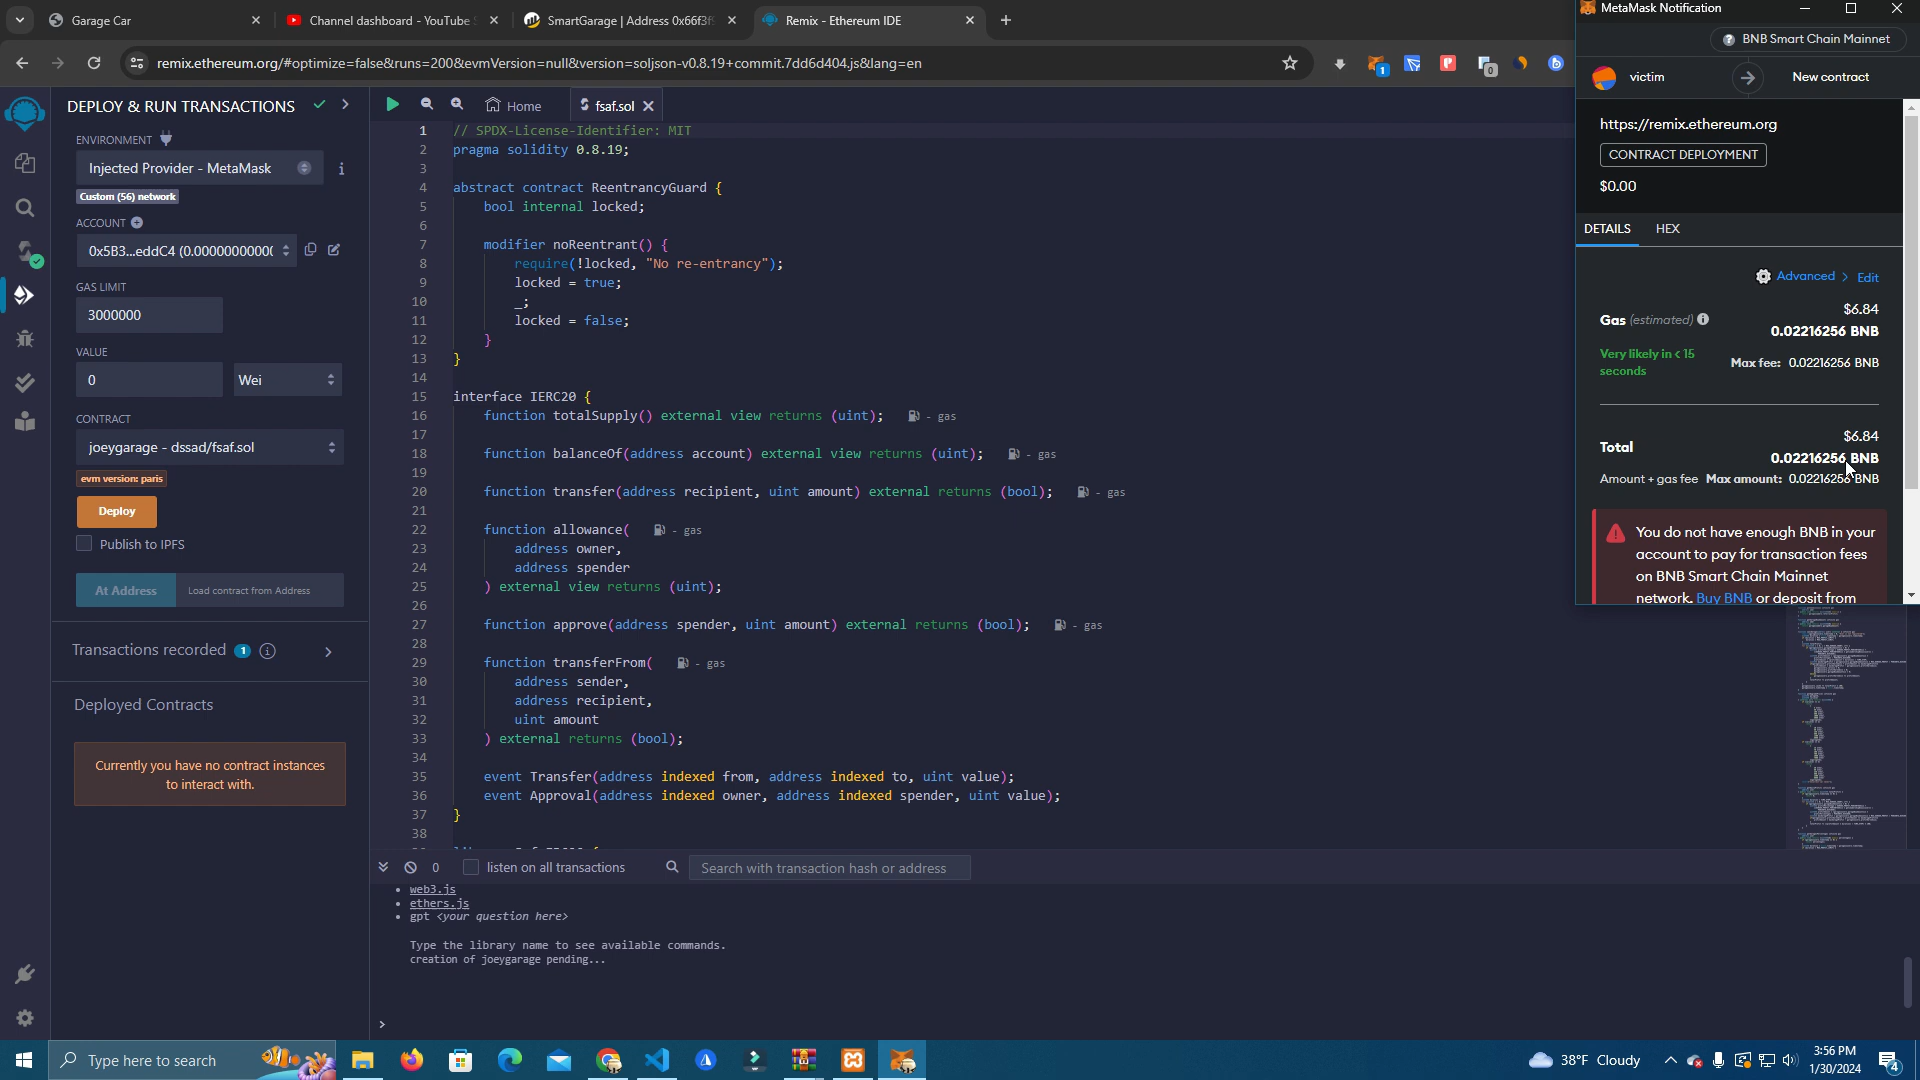 Garage Car
Channel dashboard - YouTube S
SmartGarage | Address 0x66f3f9
Remix - Ethereum IDE
MetaMask Notification
remix.ethereum.org/#optimize=false&runs=200&evmVersion=null&version=soljson-v0.8.19+commit.7dd6d404.js&lang=en
1
0
BNB Smart Chain Mainnet
victim
New contract
https://remix.ethereum.org
CONTRACT DEPLOYMENT
$0.00
DETAILS
HEX
Advanced
Edit
Gas (estimated)
$6.84
0.02216256 BNB
Very likely in < 15
seconds
Max fee: 0.02216256 BNB
Total
$6.84
0.02216256 BNB
Amount + gas fee
Max amount: 0.02216256 BNB
You do not have enough BNB in your
account to pay for transaction fees
on BNB Smart Chain Mainnet
network. Buy BNB or deposit from
DEPLOY & RUN TRANSACTIONS
ENVIRONMENT
Injected Provider - MetaMask
i
Custom (56) network
ACCOUNT
0x5B3...eddC4 (0.00000000000
GAS LIMIT
3000000
VALUE
0
Wei
CONTRACT
joeygarage - dssad/fsaf.sol
evm version: paris
Deploy
Publish to IPFS
At Address
Load contract from Address
Transactions recorded 1
Deployed Contracts
Currently you have no contract instances
to interact with.
Home
fsaf.sol
1 // SPDX-License-Identifier: MIT
2 pragma solidity 0.8.19;
3
4 abstract contract ReentrancyGuard {
5 bool internal locked;
6
7 modifier noReentrant() {
8 require(!locked, "No re-entrancy");
9 locked = true;
10 _;
11 locked = false;
12 }
13 }
14
15 interface IERC20 {
16 function totalSupply() external view returns (uint); - gas
17
18 function balanceOf(address account) external view returns (uint); - gas
19
20 function transfer(address recipient, uint amount) external returns (bool); - gas
21
22 function allowance( - gas
23 address owner,
24 address spender
25 ) external view returns (uint);
26
27 function approve(address spender, uint amount) external returns (bool); - gas
28
29 function transferFrom( - gas
30 address sender,
31 address recipient,
32 uint amount
33 ) external returns (bool);
34
35 event Transfer(address indexed from, address indexed to, uint value);
36 event Approval(address indexed owner, address indexed spender, uint value);
37 }
38
0
listen on all transactions
Search with transaction hash or address
• web3.js
• ethers.js
• gpt <your question here>
Type the library name to see available commands.
creation of joeygarage pending...
>
Type here to search
38°F Cloudy
3:56 PM
1/30/2024
4